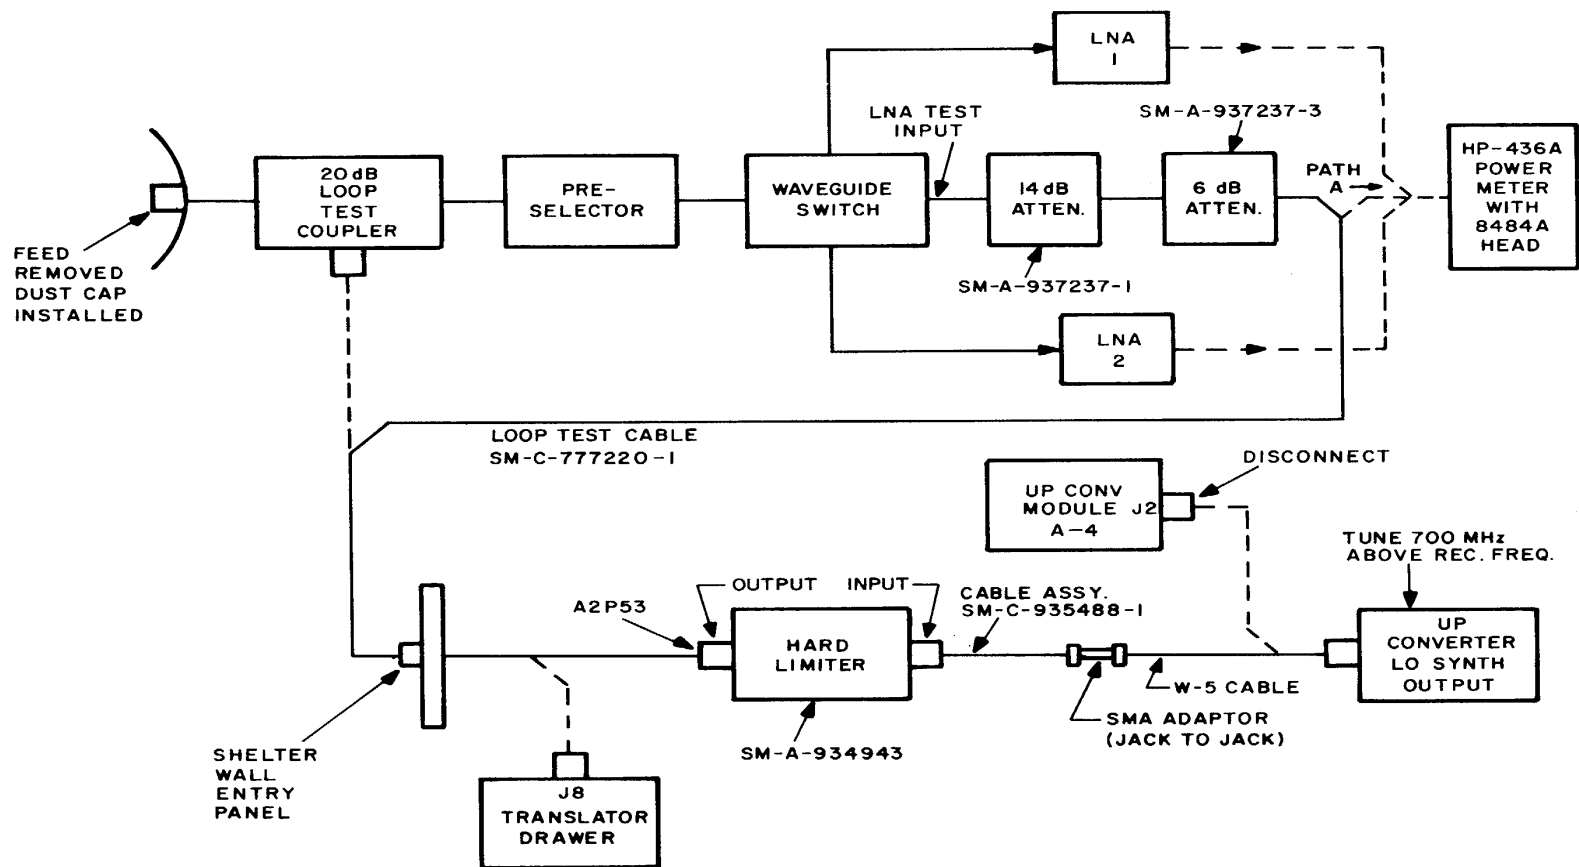 LNA
1
LNA TEST
INPUT
SM-A-937237-3
20 dB
LOOP
TEST
COUPLER
PRE-
SELECTOR
WAVEGUIDE
SWITCH
14 dB
ATTEN.
6 dB
ATTEN.
PATH
A
HP-436A
POWER
METER
WITH
8484A
HEAD
FEED
REMOVED
DUST CAP
INSTALLED
SM-A-937237-1
LNA
2
LOOP TEST CABLE
SM-C-777220-1
UP CONV
MODULE J2
A-4
DISCONNECT
TUNE 700 MHz
ABOVE REC. FREQ.
A2P53
OUTPUT
INPUT
CABLE ASSY.
SM-C-935488-1
HARD
LIMITER
UP
CONVERTER
LO SYNTH
OUTPUT
W-5 CABLE
SMA ADAPTOR
(JACK TO JACK)
SM-A-934943
SHELTER
WALL
ENTRY
PANEL
J8
TRANSLATOR
DRAWER